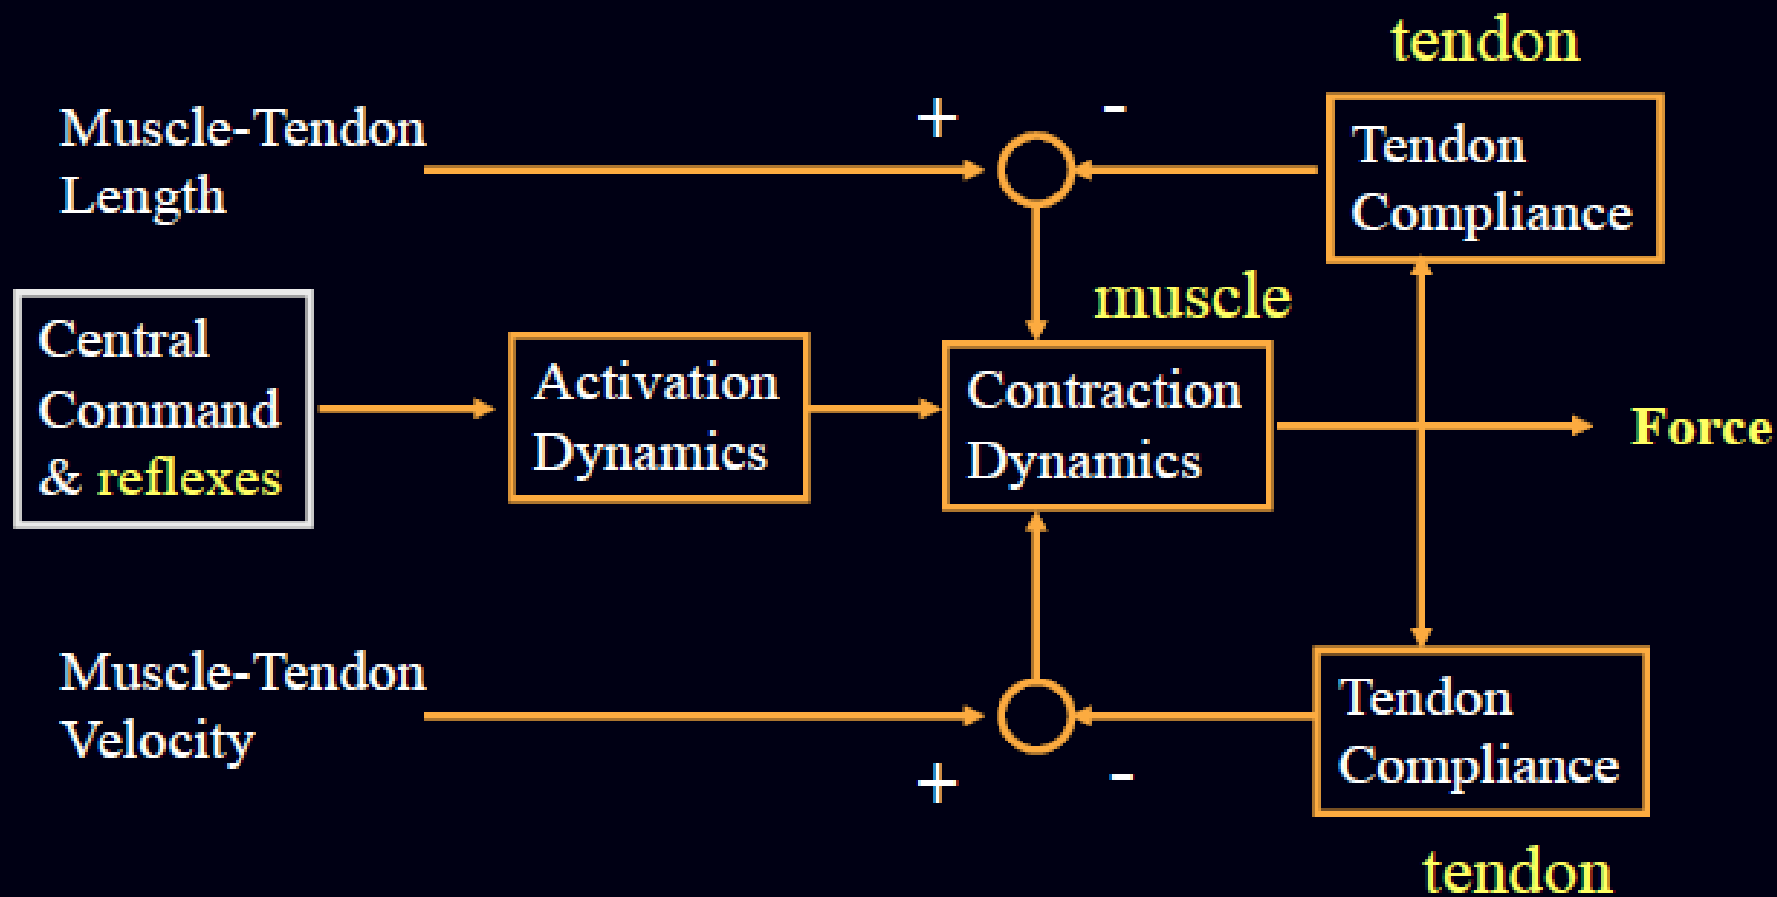 tendon
+ -
Muscle-Tendon
Length
Tendon
Compliance
muscle
Central
Command
& reflexes
Activation
Dynamics
Contraction
Dynamics
Force
Muscle-Tendon
Velocity
Tendon
Compliance
+ -
tendon